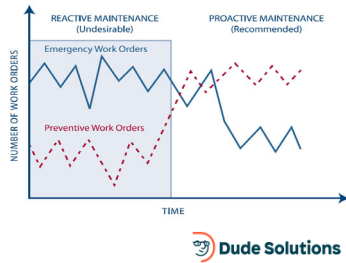 REACTIVE MAINTENANCE
(Undesirable)
PROACTIVE MAINTENANCE
(Recommended)
Emergency Work Orders
Preventive Work Orders
NUMBER OF WORK ORDERS
TIME
Dude Solutions